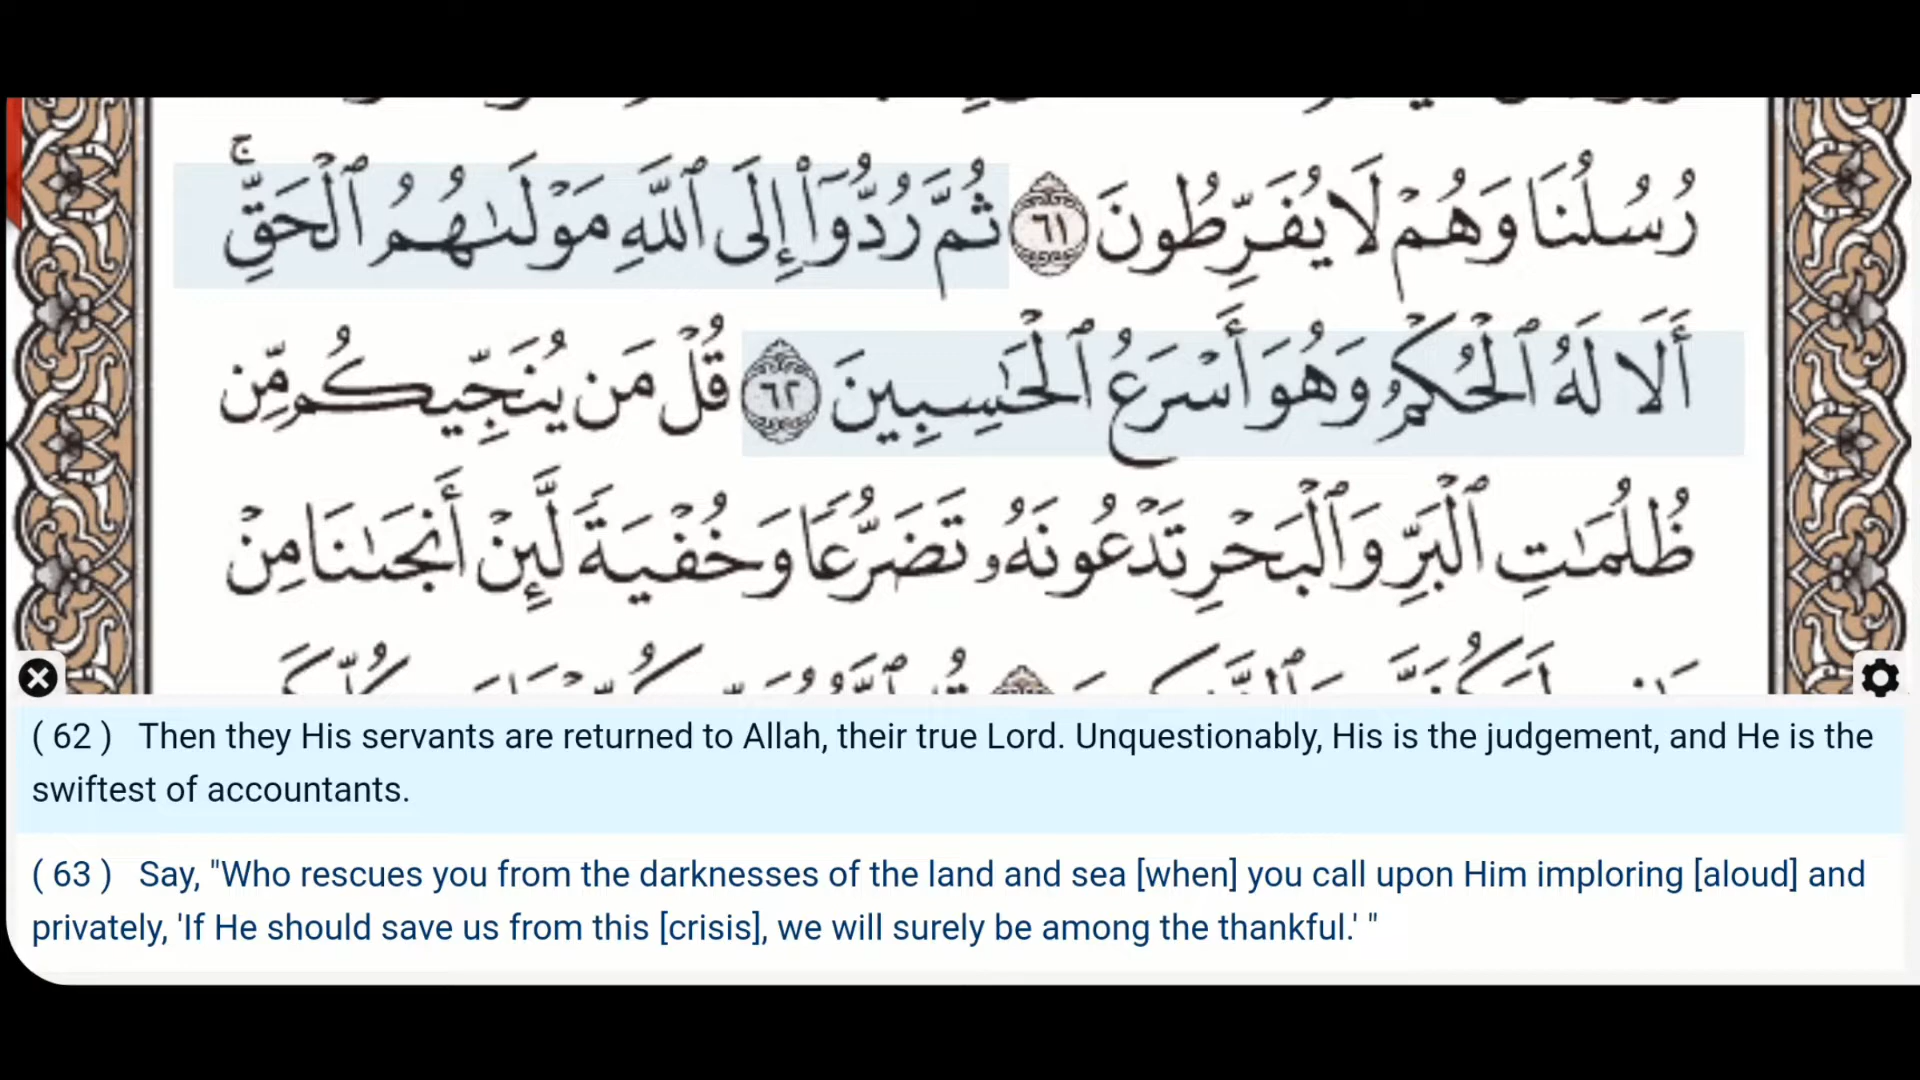 رُسُلُنَا وَهُمْ لَا يُفَرِّطُونَ ٦١ ثُمَّ رُدُّوٓا۟ إِلَى ٱللَّهِ مَوْلَىٰهُمُ ٱلْحَقِّ ۚ
أَلَا لَهُ ٱلْحُكْمُ وَهُوَ أَسْرَعُ ٱلْحَٰسِبِينَ ٦٢ قُلْ مَن يُنَجِّيكُم مِّن
ظُلُمَٰتِ ٱلْبَرِّ وَٱلْبَحْرِ تَدْعُونَهُۥ تَضَرُّعًا وَخُفْيَةً لَّئِنْ أَنجَىٰنَا مِنْ
( 62 ) Then they His servants are returned to Allah, their true Lord. Unquestionably, His is the judgement, and He is the
swiftest of accountants.
( 63 ) Say, "Who rescues you from the darknesses of the land and sea [when] you call upon Him imploring [aloud] and
privately, 'If He should save us from this [crisis], we will surely be among the thankful.' "